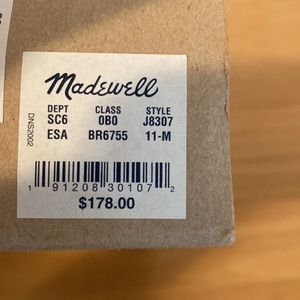 Madewell
DEPT CLASS STYLE
SC6 0B0 J8307
ESA BR6755 11-M
DNS2002
1 91208 30107 2
$178.00